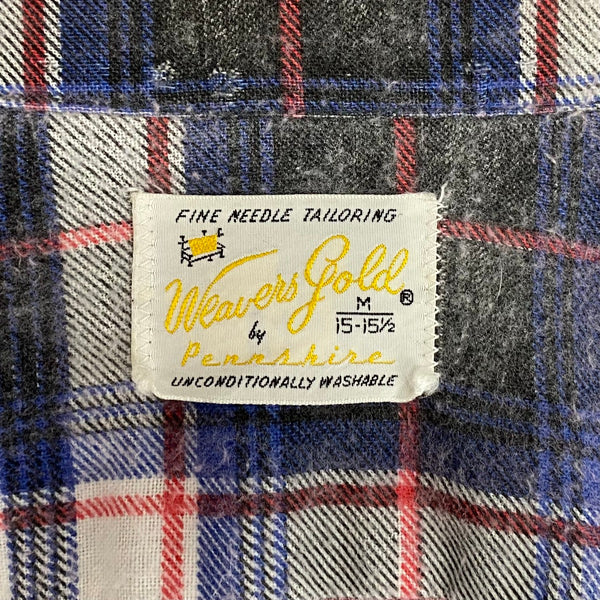 FINE NEEDLE TAILORING
Weavers Gold®
M
15-15½
by
Pennshire
UNCONDITIONALLY WASHABLE